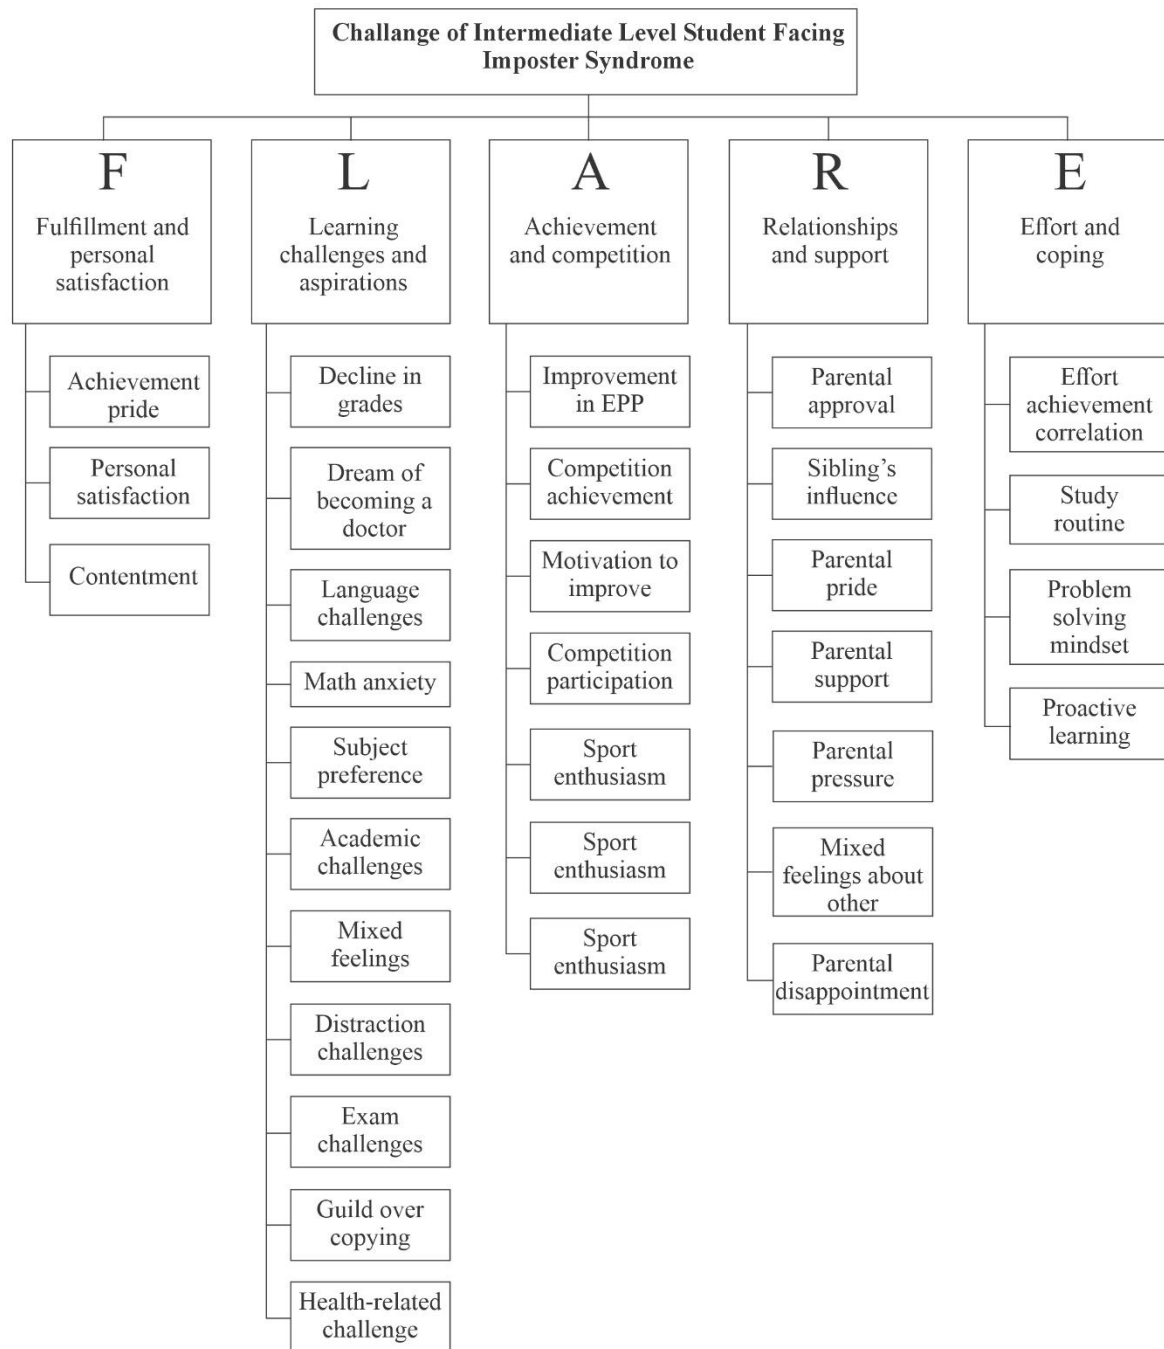 Challange of Intermediate Level Student Facing
Imposter Syndrome
F
Fulfillment and
personal
satisfaction
Achievement
pride
Personal
satisfaction
Contentment
L
Learning
challenges and
aspirations
Decline in
grades
Dream of
becoming a
doctor
Language
challenges
Math anxiety
Subject
preference
Academic
challenges
Mixed
feelings
Distraction
challenges
Exam
challenges
Guild over
copying
Health-related
challenge
A
Achievement
and competition
Improvement
in EPP
Competition
achievement
Motivation to
improve
Competition
participation
Sport
enthusiasm
Sport
enthusiasm
Sport
enthusiasm
R
Relationships
and support
Parental
approval
Sibling’s
influence
Parental
pride
Parental
support
Parental
pressure
Mixed
feelings about
other
Parental
disappointment
E
Effort and
coping
Effort
achievement
correlation
Study
routine
Problem
solving
mindset
Proactive
learning